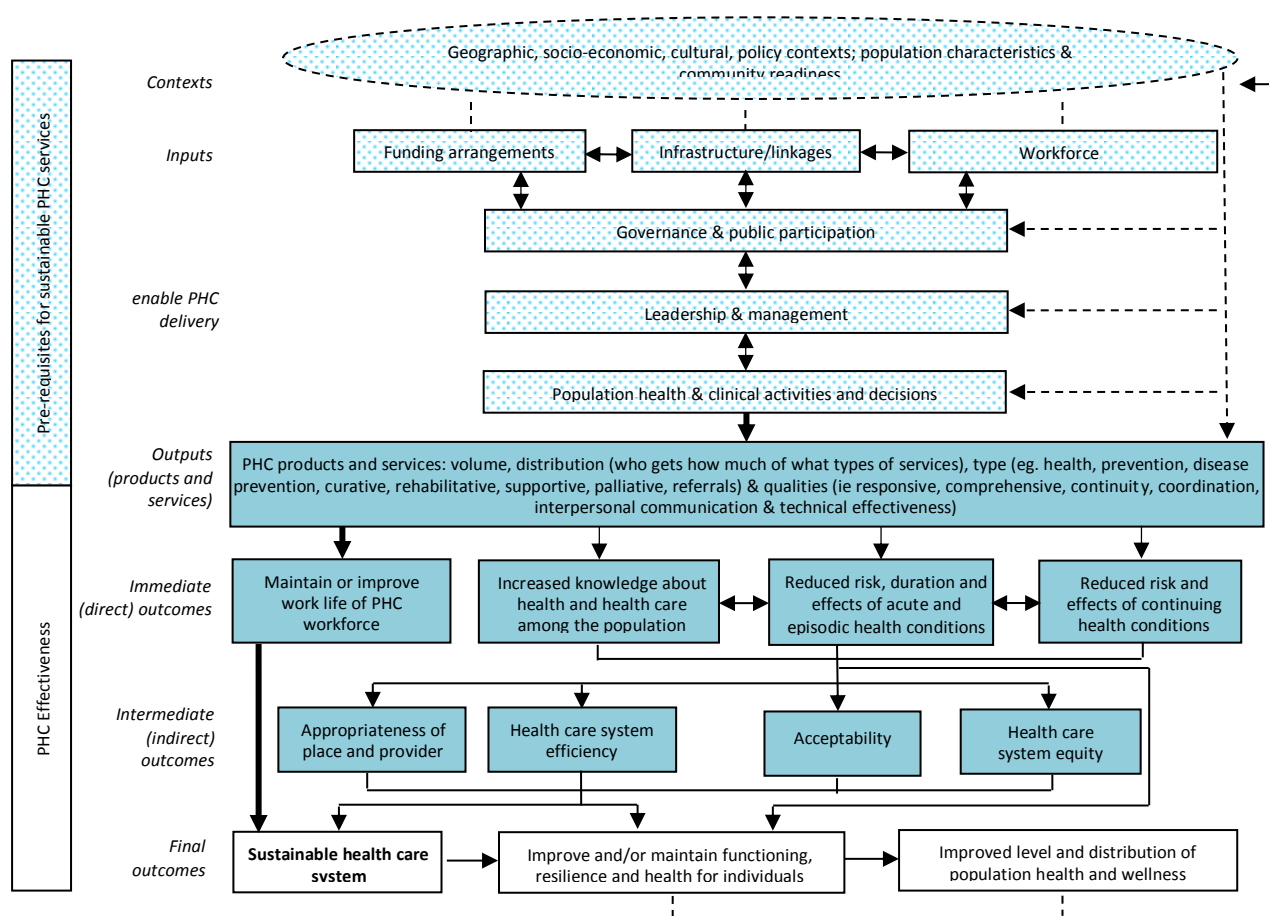 Geographic, socio-economic, cultural, policy contexts; population characteristics &
community readiness
Contexts
Pre-requisites for sustainable PHC services
Inputs
Funding arrangements
Infrastructure/linkages
Workforce
Governance & public participation
enable PHC
delivery
Leadership & management
Population health & clinical activities and decisions
Outputs
(products and
services)
PHC products and services: volume, distribution (who gets how much of what types of services), type (eg. health, prevention, disease
prevention, curative, rehabilitative, supportive, palliative, referrals) & qualities (ie responsive, comprehensive, continuity, coordination,
interpersonal communication & technical effectiveness)
PHC Effectiveness
Immediate
(direct) outcomes
Maintain or improve
work life of PHC
workforce
Increased knowledge about
health and health care
among the population
Reduced risk, duration and
effects of acute and
episodic health conditions
Reduced risk and
effects of continuing
health conditions
Intermediate
(indirect)
outcomes
Appropriateness of
place and provider
Health care system
efficiency
Acceptability
Health care
system equity
Final
outcomes
Sustainable health care
system
Improve and/or maintain functioning,
resilience and health for individuals
Improved level and distribution of
population health and wellness